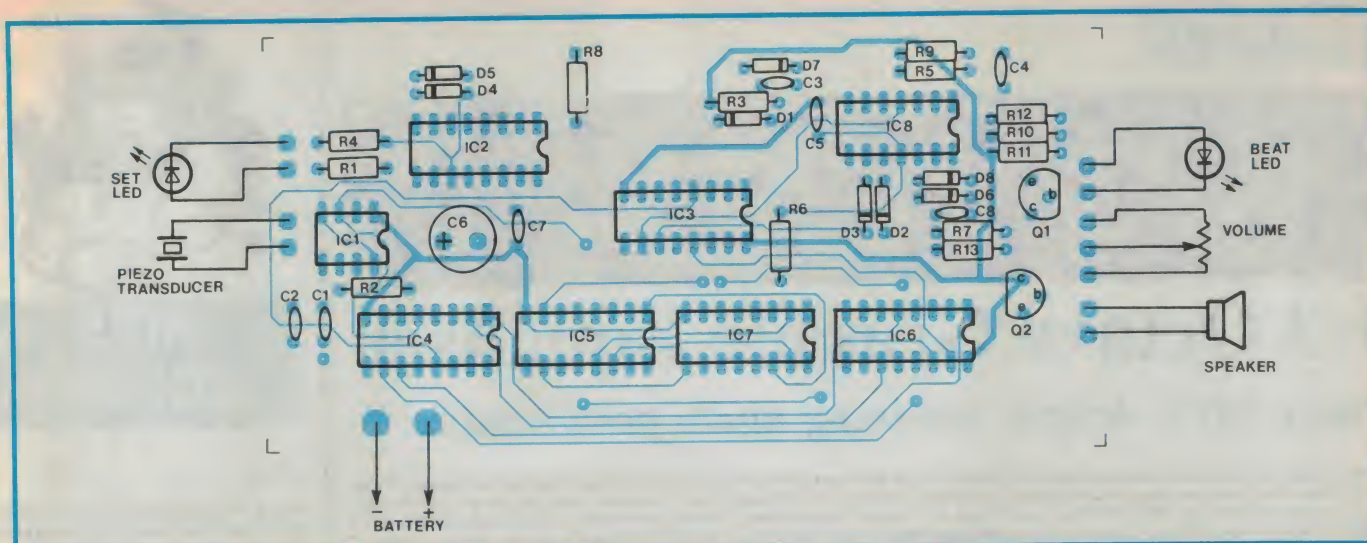 R8
D7
R9
C4
D5
C3
R5
D4
R3
R12
D1
IC8
R10
R4
IC2
C5
R11
BEAT
LED
R1
D8
SET
LED
D6
e
b
c
IC3
R6
C8
Q1
C6
C7
D3
D2
R7
VOLUME
IC1
+
R13
PIEZO
TRANSDUCER
R2
c
b
e
C2
C1
Q2
IC4
IC5
IC7
IC6
SPEAKER
- +
BATTERY